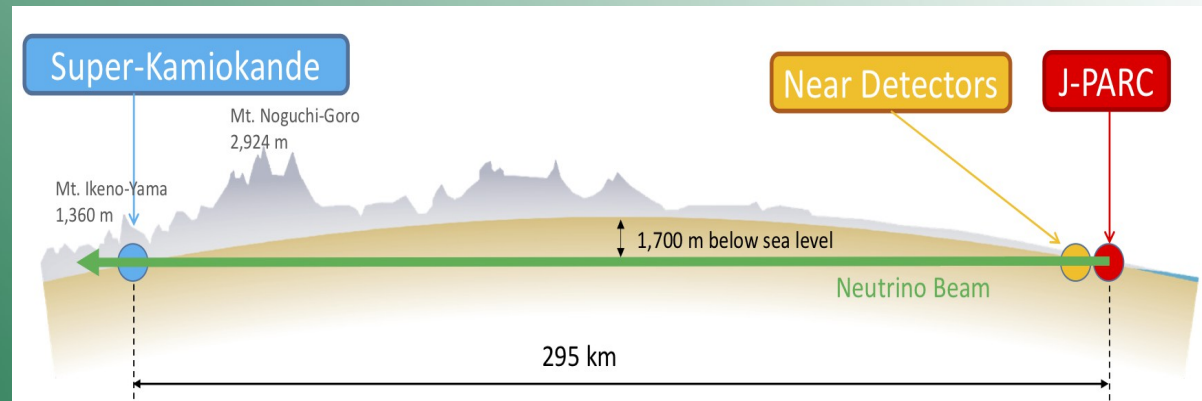 Super-Kamiokande
Near Detectors
J-PARC
Mt. Noguchi-Goro
2,924 m
Mt. Ikeno-Yama
1,360 m
1,700 m below sea level
Neutrino Beam
295 km